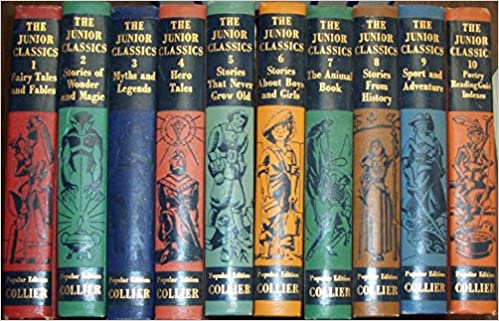 THE
JUNIOR
CLASSICS
1
Fairy Tales
and Fables
Popular Edition
COLLIER
THE
JUNIOR
CLASSICS
2
Stories of
Wonder
and Magic
Popular Edition
COLLIER
THE
JUNIOR
CLASSICS
3
Myths and
Legends
Popular Edition
COLLIER
THE
JUNIOR
CLASSICS
4
Hero
Tales
Popular Edition
COLLIER
THE
JUNIOR
CLASSICS
5
Stories
That Never
Grow Old
Popular Edition
COLLIER
THE
JUNIOR
CLASSICS
6
Stories
About Boys
and Girls
Popular Edition
COLLIER
THE
JUNIOR
CLASSICS
7
The Animal
Book
Popular Edition
COLLIER
THE
JUNIOR
CLASSICS
8
Stories
From
History
Popular Edition
COLLIER
THE
JUNIOR
CLASSICS
9
Sport and
Adventure
Popular Edition
COLLIER
THE
JUNIOR
CLASSICS
10
Poetry
Reading Guide
Indexes
Popular Edition
COLLIER